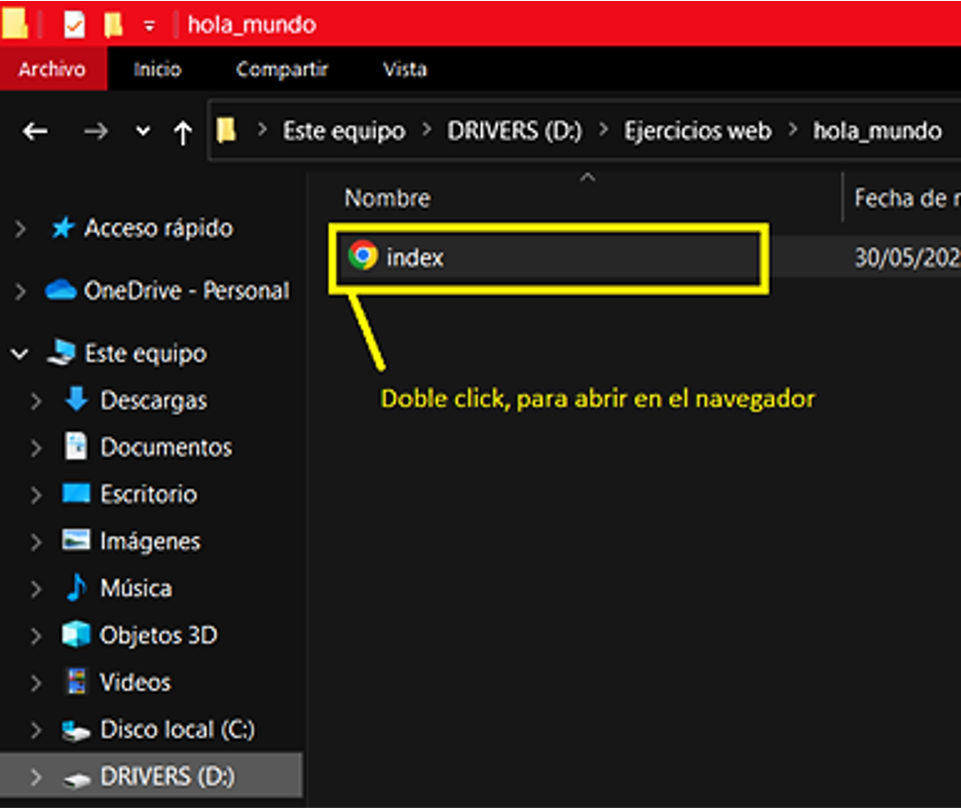 hola_mundo
Archivo Inicio Compartir Vista
Este equipo > DRIVERS (D:) > Ejercicios web > hola_mundo
Nombre Fecha de
index 30/05/202
Doble click, para abrir en el navegador
Acceso rápido
OneDrive - Personal
Este equipo
Descargas
Documentos
Escritorio
Imágenes
Música
Objetos 3D
Videos
Disco local (C:)
DRIVERS (D:)